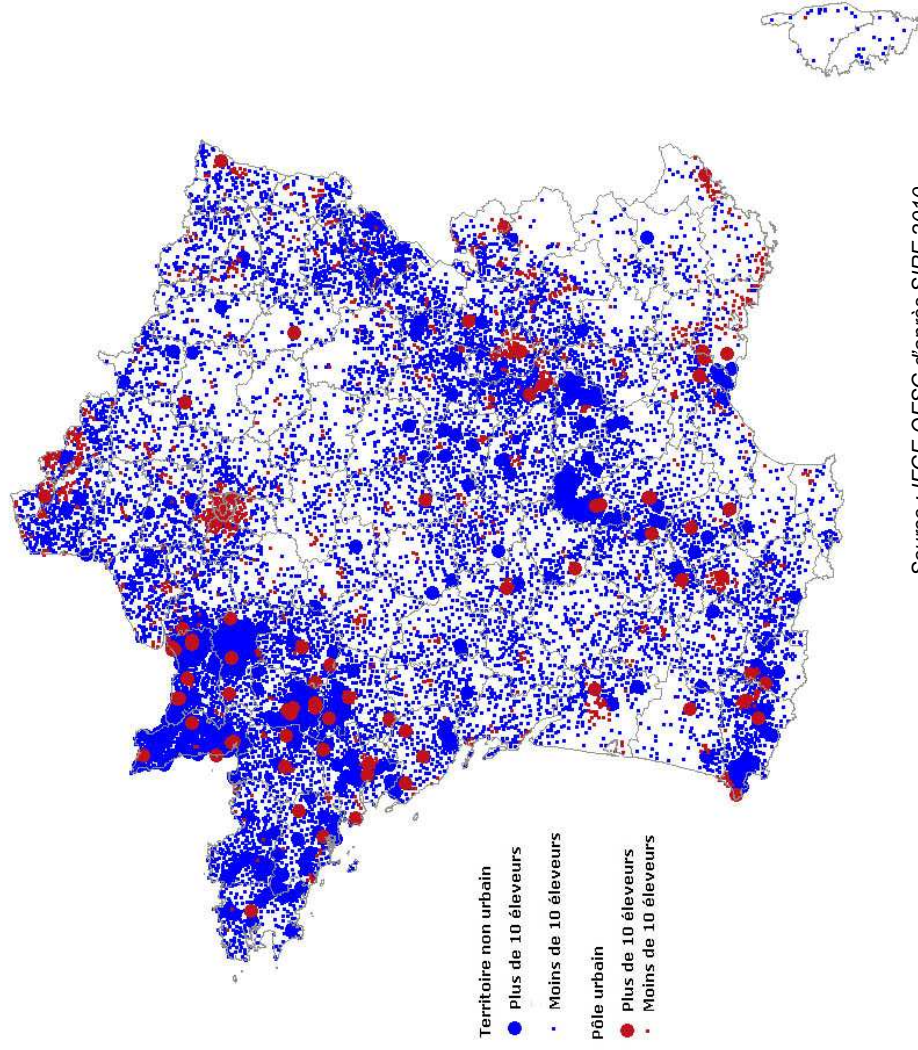 Territoire non urbain
Plus de 10 éleveurs
Moins de 10 éleveurs
Pôle urbain
Plus de 10 éleveurs
Moins de 10 éleveurs
Source: IFCE-OESC d'après SIRE 2010